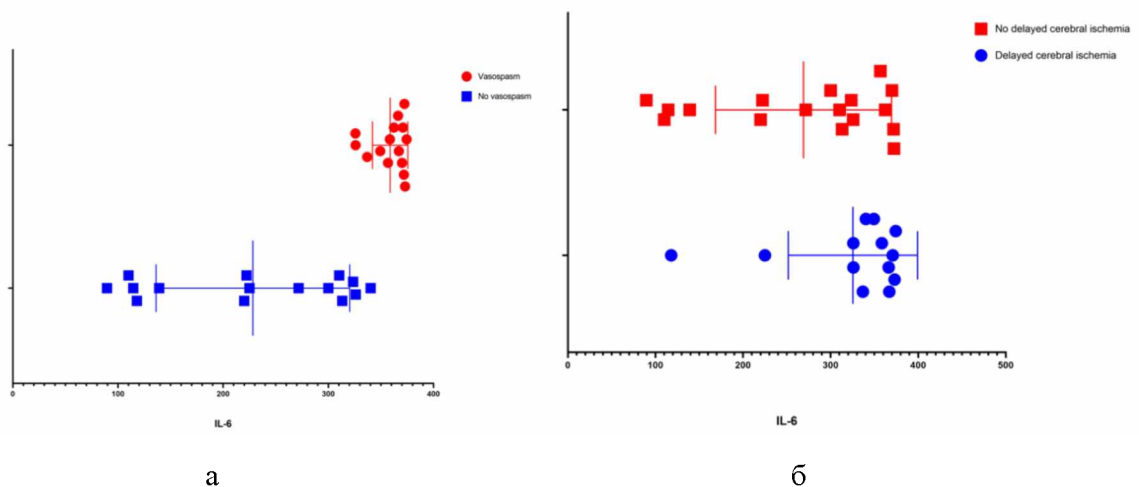 Vasospasm
No vasospasm
0 100 200 300 400
IL-6
а
No delayed cerebral ischemia
Delayed cerebral ischemia
0 100 200 300 400 500
IL-6
б